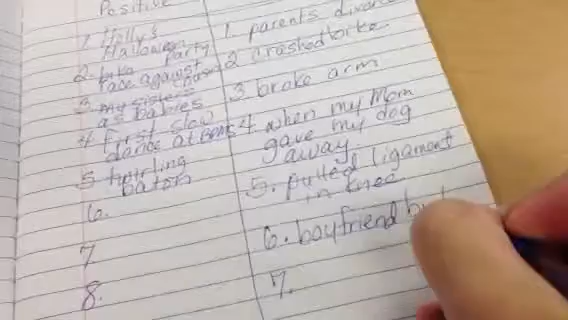 Positive
1. Holly's
Halloween
Party
2. bike
race against
3. my sisters
as babies
4 first slow
dance at
5 twirling
baton
6.
7
8.
1. parents
2 crashed bike
3 broke arm
4. when my Mom
gave my dog
away
5. pulled ligament
in knee
6. boyfriend
7.